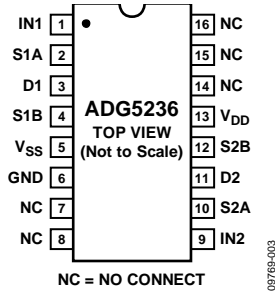 IN1 1 16 NC
S1A 2 15 NC
D1 3 14 NC
S1B 4 ADG5236 13 VDD
TOP VIEW
VSS 5 (Not to Scale) 12 S2B
GND 6 11 D2
NC 7 10 S2A
NC 8 9 IN2
NC = NO CONNECT
09769-003